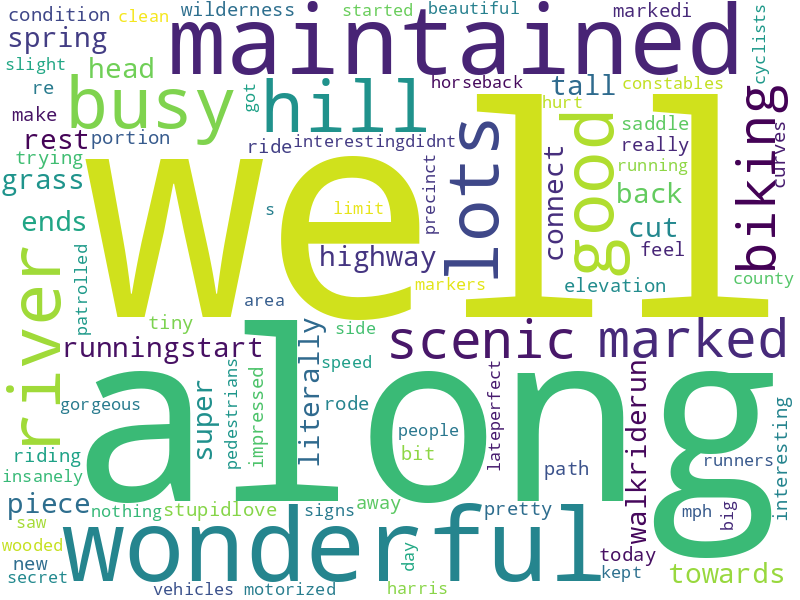 condition
clean
wilderness
started
beautiful
markedi
cyclists
spring
maintained
slight
head
horseback
tall
constables
re
busy
got
hill
hurt
make
lots
good
saddle
biking
rest
portion
ride
interestingdidnt
really
curves
trying
well
precinct
connect
running
grass
back
s
limit
cut
ends
highway
feel
river
patrolled
markers
elevation
county
area
tiny
side
scenic
marked
runningstart
literally
speed
along
gorgeous
super
pedestrians
impressed
rode
people
lateperfect
walkriderun
interesting
riding
bit
path
runners
insanely
piece
nothing
stupidlove
signs
away
pretty
mph
big
saw
wonderful
wooded
day
today
new
towards
secret
kept
vehicles
motorized
harris